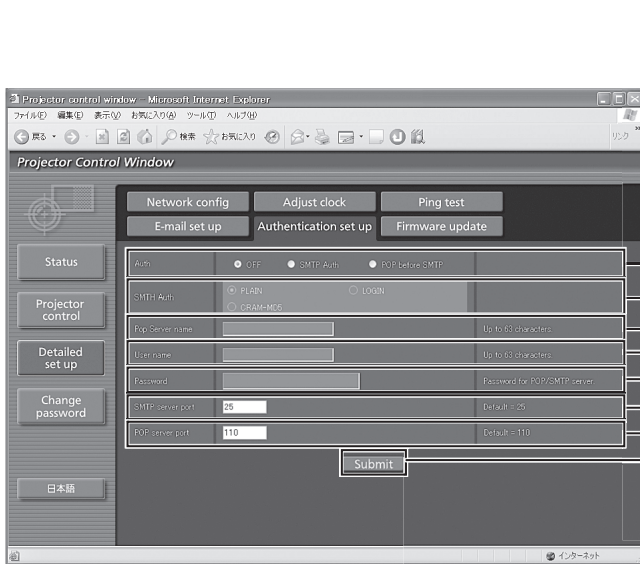 Projector control window - Microsoft Internet Explorer
ファイル(F) 編集(E) 表示(V) お気に入り(A) ツール(T) ヘルプ(H)
戻る 検索 お気に入り リンク »
Projector Control Window
Network config Adjust clock Ping test
E-mail set up Authentication set up Firmware update
Status
Projector control
Detailed set up
Change password
日本語
Auth OFF SMTP Auth POP before SMTP
SMTH Auth PLAIN LOGIN
CRAM-MD5
Pop Server name Up to 63 characters.
User name Up to 63 characters.
Password Password for POP/SMTP server.
SMTP server port 25 Default = 25
POP server port 110 Default = 110
Submit
インターネット